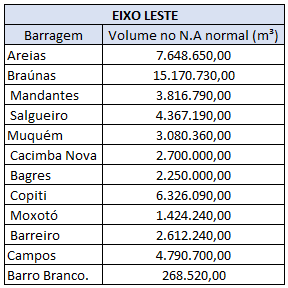 EIXO LESTE
Barragem Volume no N.A normal (m³)
Areias 7.648.650,00
Braúnas 15.170.730,00
Mandantes 3.816.790,00
Salgueiro 4.367.190,00
Muquém 3.080.360,00
Cacimba Nova 2.700.000,00
Bagres 2.250.000,00
Copiti 6.326.090,00
Moxotó 1.424.240,00
Barreiro 2.612.240,00
Campos 4.790.700,00
Barro Branco. 268.520,00